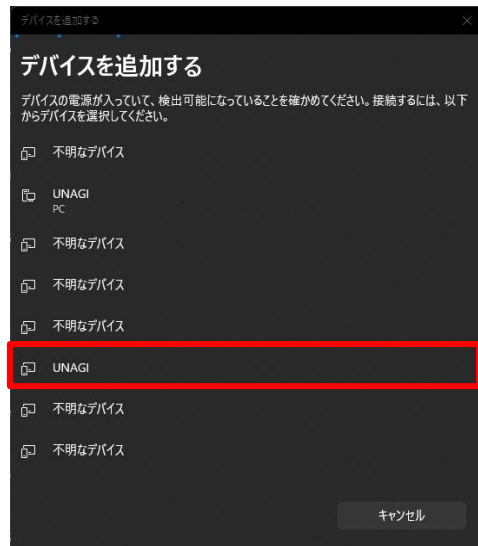 デバイスを追加する
デバイスを追加する
デバイスの電源が入っていて、検出可能になっていることを確かめてください。接続するには、以下
からデバイスを選択してください。
不明なデバイス
UNAGI
PC
不明なデバイス
不明なデバイス
不明なデバイス
UNAGI
不明なデバイス
不明なデバイス
キャンセル